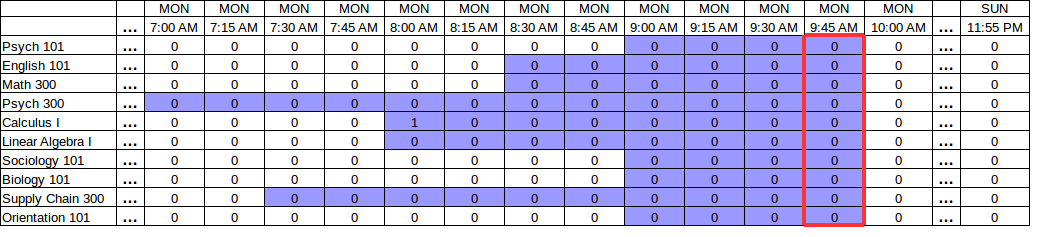 MON MON MON MON MON MON MON MON MON MON MON MON MON SUN
... 7:00 AM 7:15 AM 7:30 AM 7:45 AM 8:00 AM 8:15 AM 8:30 AM 8:45 AM 9:00 AM 9:15 AM 9:30 AM 9:45 AM 10:00 AM ... 11:55 PM
Psych 101 ... 0 0 0 0 0 0 0 0 0 0 0 0 0 ... 0
English 101 ... 0 0 0 0 0 0 0 0 0 0 0 0 0 ... 0
Math 300 ... 0 0 0 0 0 0 0 0 0 0 0 0 0 ... 0
Psych 300 ... 0 0 0 0 0 0 0 0 0 0 0 0 0 ... 0
Calculus I ... 0 0 0 0 1 0 0 0 0 0 0 0 0 ... 0
Linear Algebra I ... 0 0 0 0 0 0 0 0 0 0 0 0 0 ... 0
Sociology 101 ... 0 0 0 0 0 0 0 0 0 0 0 0 0 ... 0
Biology 101 ... 0 0 0 0 0 0 0 0 0 0 0 0 0 ... 0
Supply Chain 300 ... 0 0 0 0 0 0 0 0 0 0 0 0 0 ... 0
Orientation 101 ... 0 0 0 0 0 0 0 0 0 0 0 0 0 ... 0